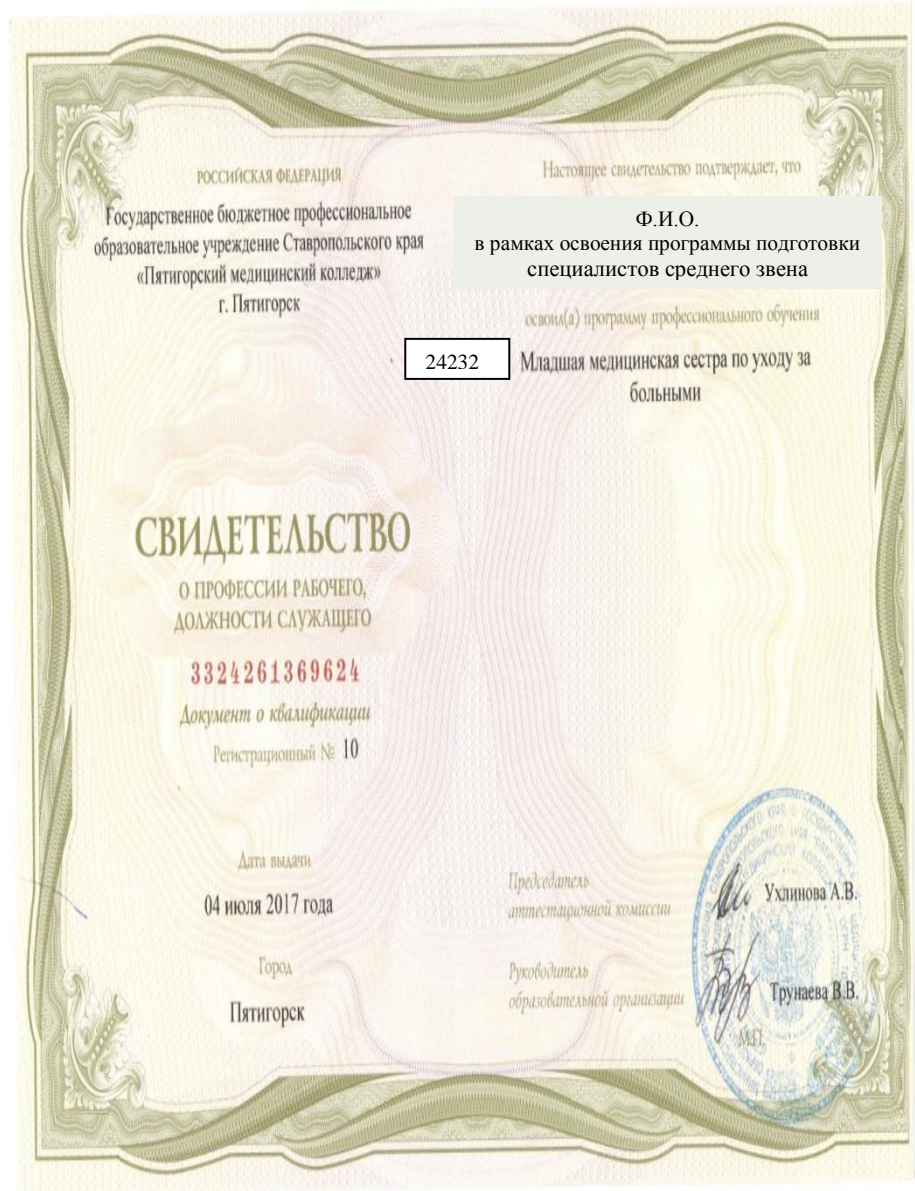 РОССИЙСКАЯ ФЕДЕРАЦИЯ
Государственное бюджетное профессиональное
образовательное учреждение Ставропольского края
«Пятигорский медицинский колледж»
г. Пятигорск
СВИДЕТЕЛЬСТВО
О ПРОФЕССИИ РАБОЧЕГО,
ДОЛЖНОСТИ СЛУЖАЩЕГО
3324261369624
Документ о квалификации
Регистрационный № 10
Дата выдачи
04 июля 2017 года
Город
Пятигорск
Настоящее свидетельство подтверждает, что
Ф.И.О.
в рамках освоения программы подготовки
специалистов среднего звена
освоил(а) программу профессионального обучения
24232 Младшая медицинская сестра по уходу за
больными
Председатель
аттестационной комиссии
Ухлинова А.В.
Руководитель
образовательной организации
Трунаева В.В.
М.П.